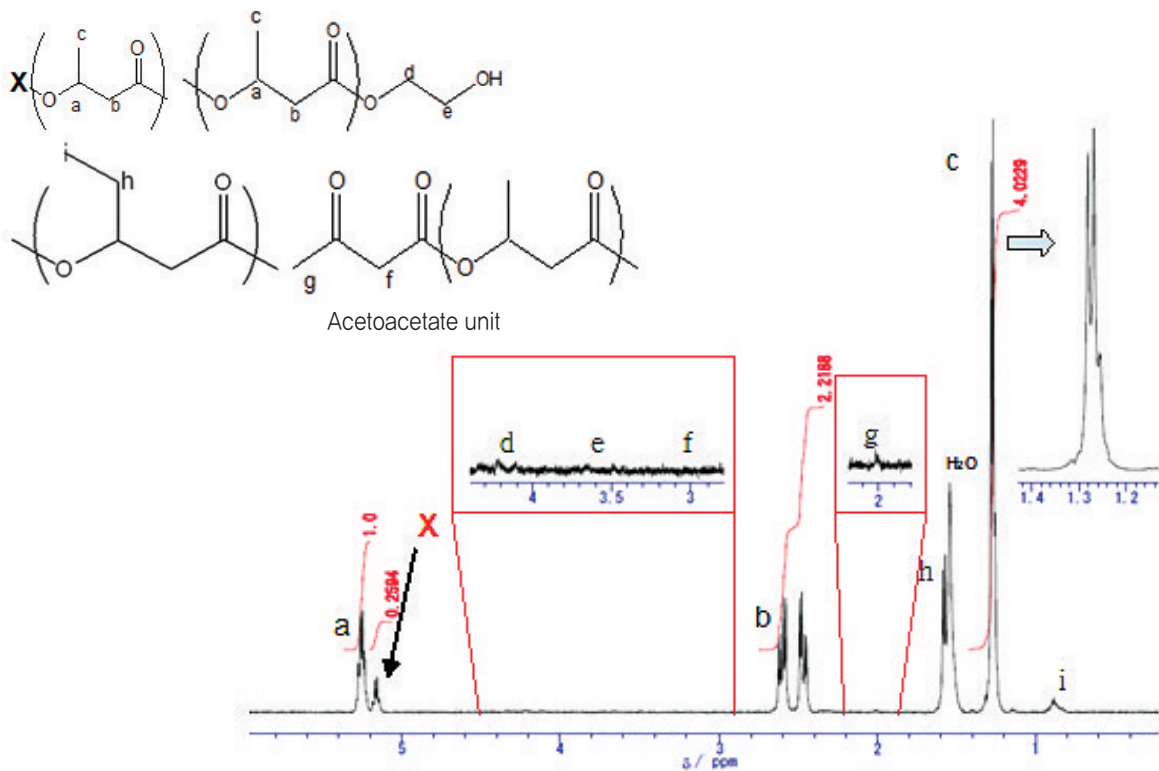 c O c O
X O a b O a b O d e OH
i h O O
O O O O
g f O
Acetoacetate unit
c
4.0229
1.4 1.3 1.2
2.2188
d e f
4 3.5 3
g
2
H₂O
1.0
X
0.2594
a
b
h
i
5 4 3 2 1
δ / ppm